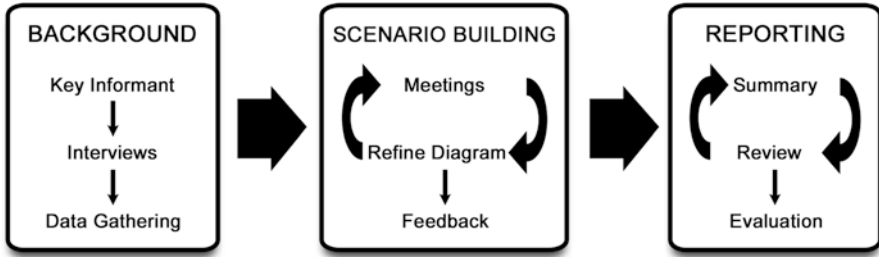 BACKGROUND
Key Informant
Interviews
Data Gathering
SCENARIO BUILDING
Meetings
Refine Diagram
Feedback
REPORTING
Summary
Review
Evaluation